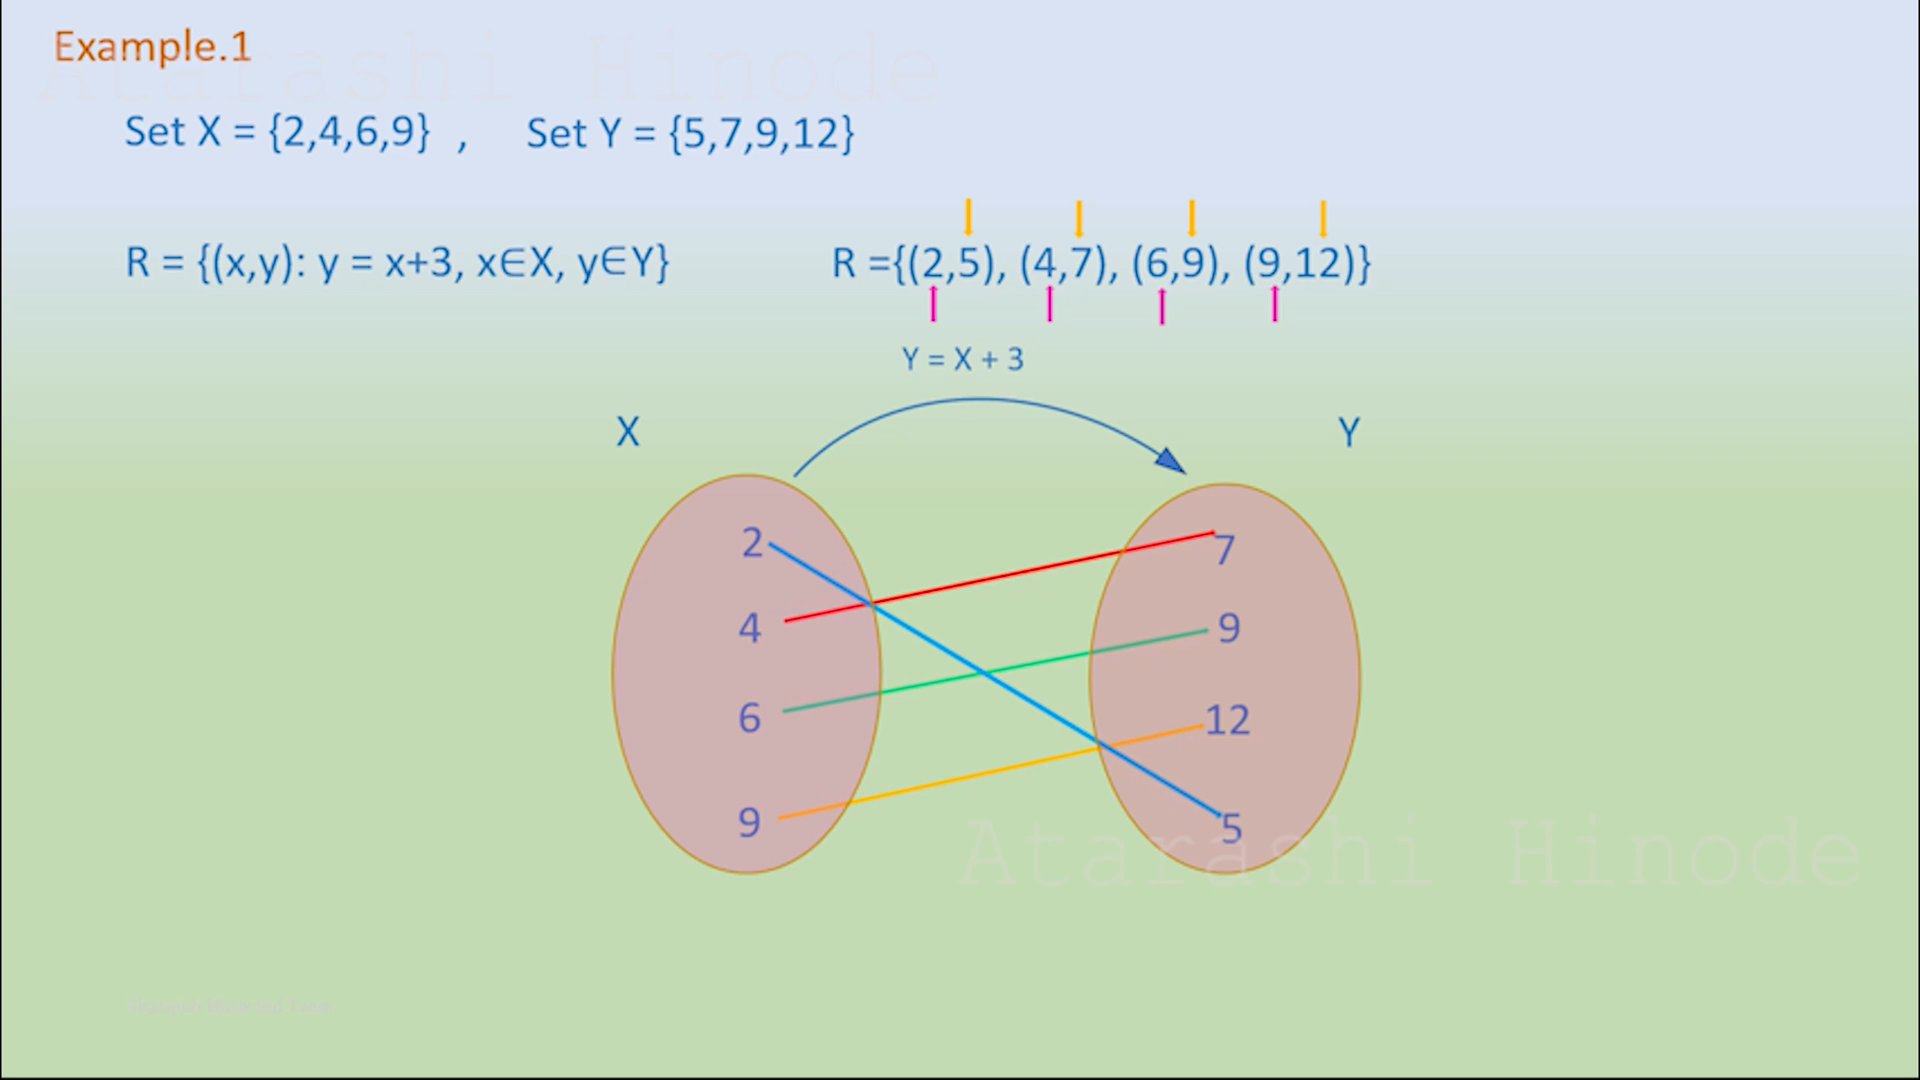 Example.1
Atarashi Hinode
Set X = {2,4,6,9} , Set Y = {5,7,9,12}
R = {(x,y): y = x+3, x∈X, y∈Y} R ={(2,5), (4,7), (6,9), (9,12)}
Y = X + 3
X Y
2 7
4 9
6 12
9 5
Atarashi Hinode